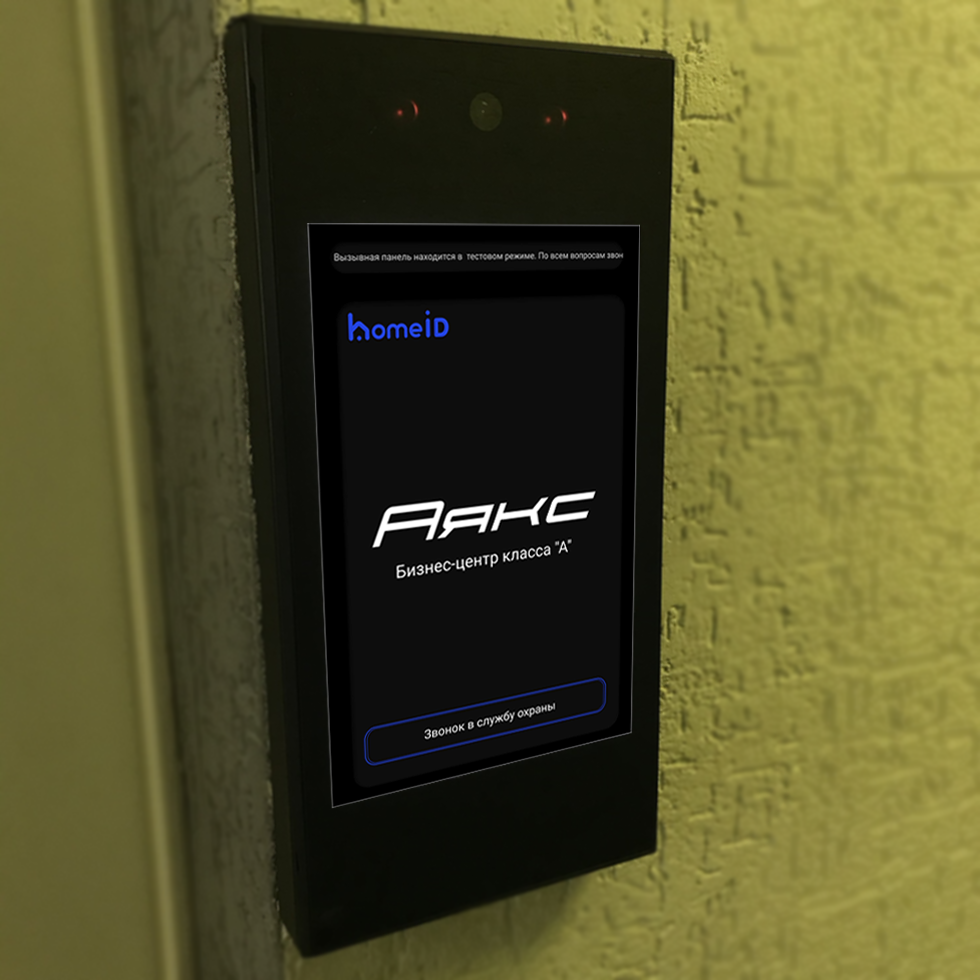 Вызывная панель находится в тестовом режиме. По всем вопросам звон
homeiD
Аякс
Бизнес-центр класса "А"
Звонок в службу охраны